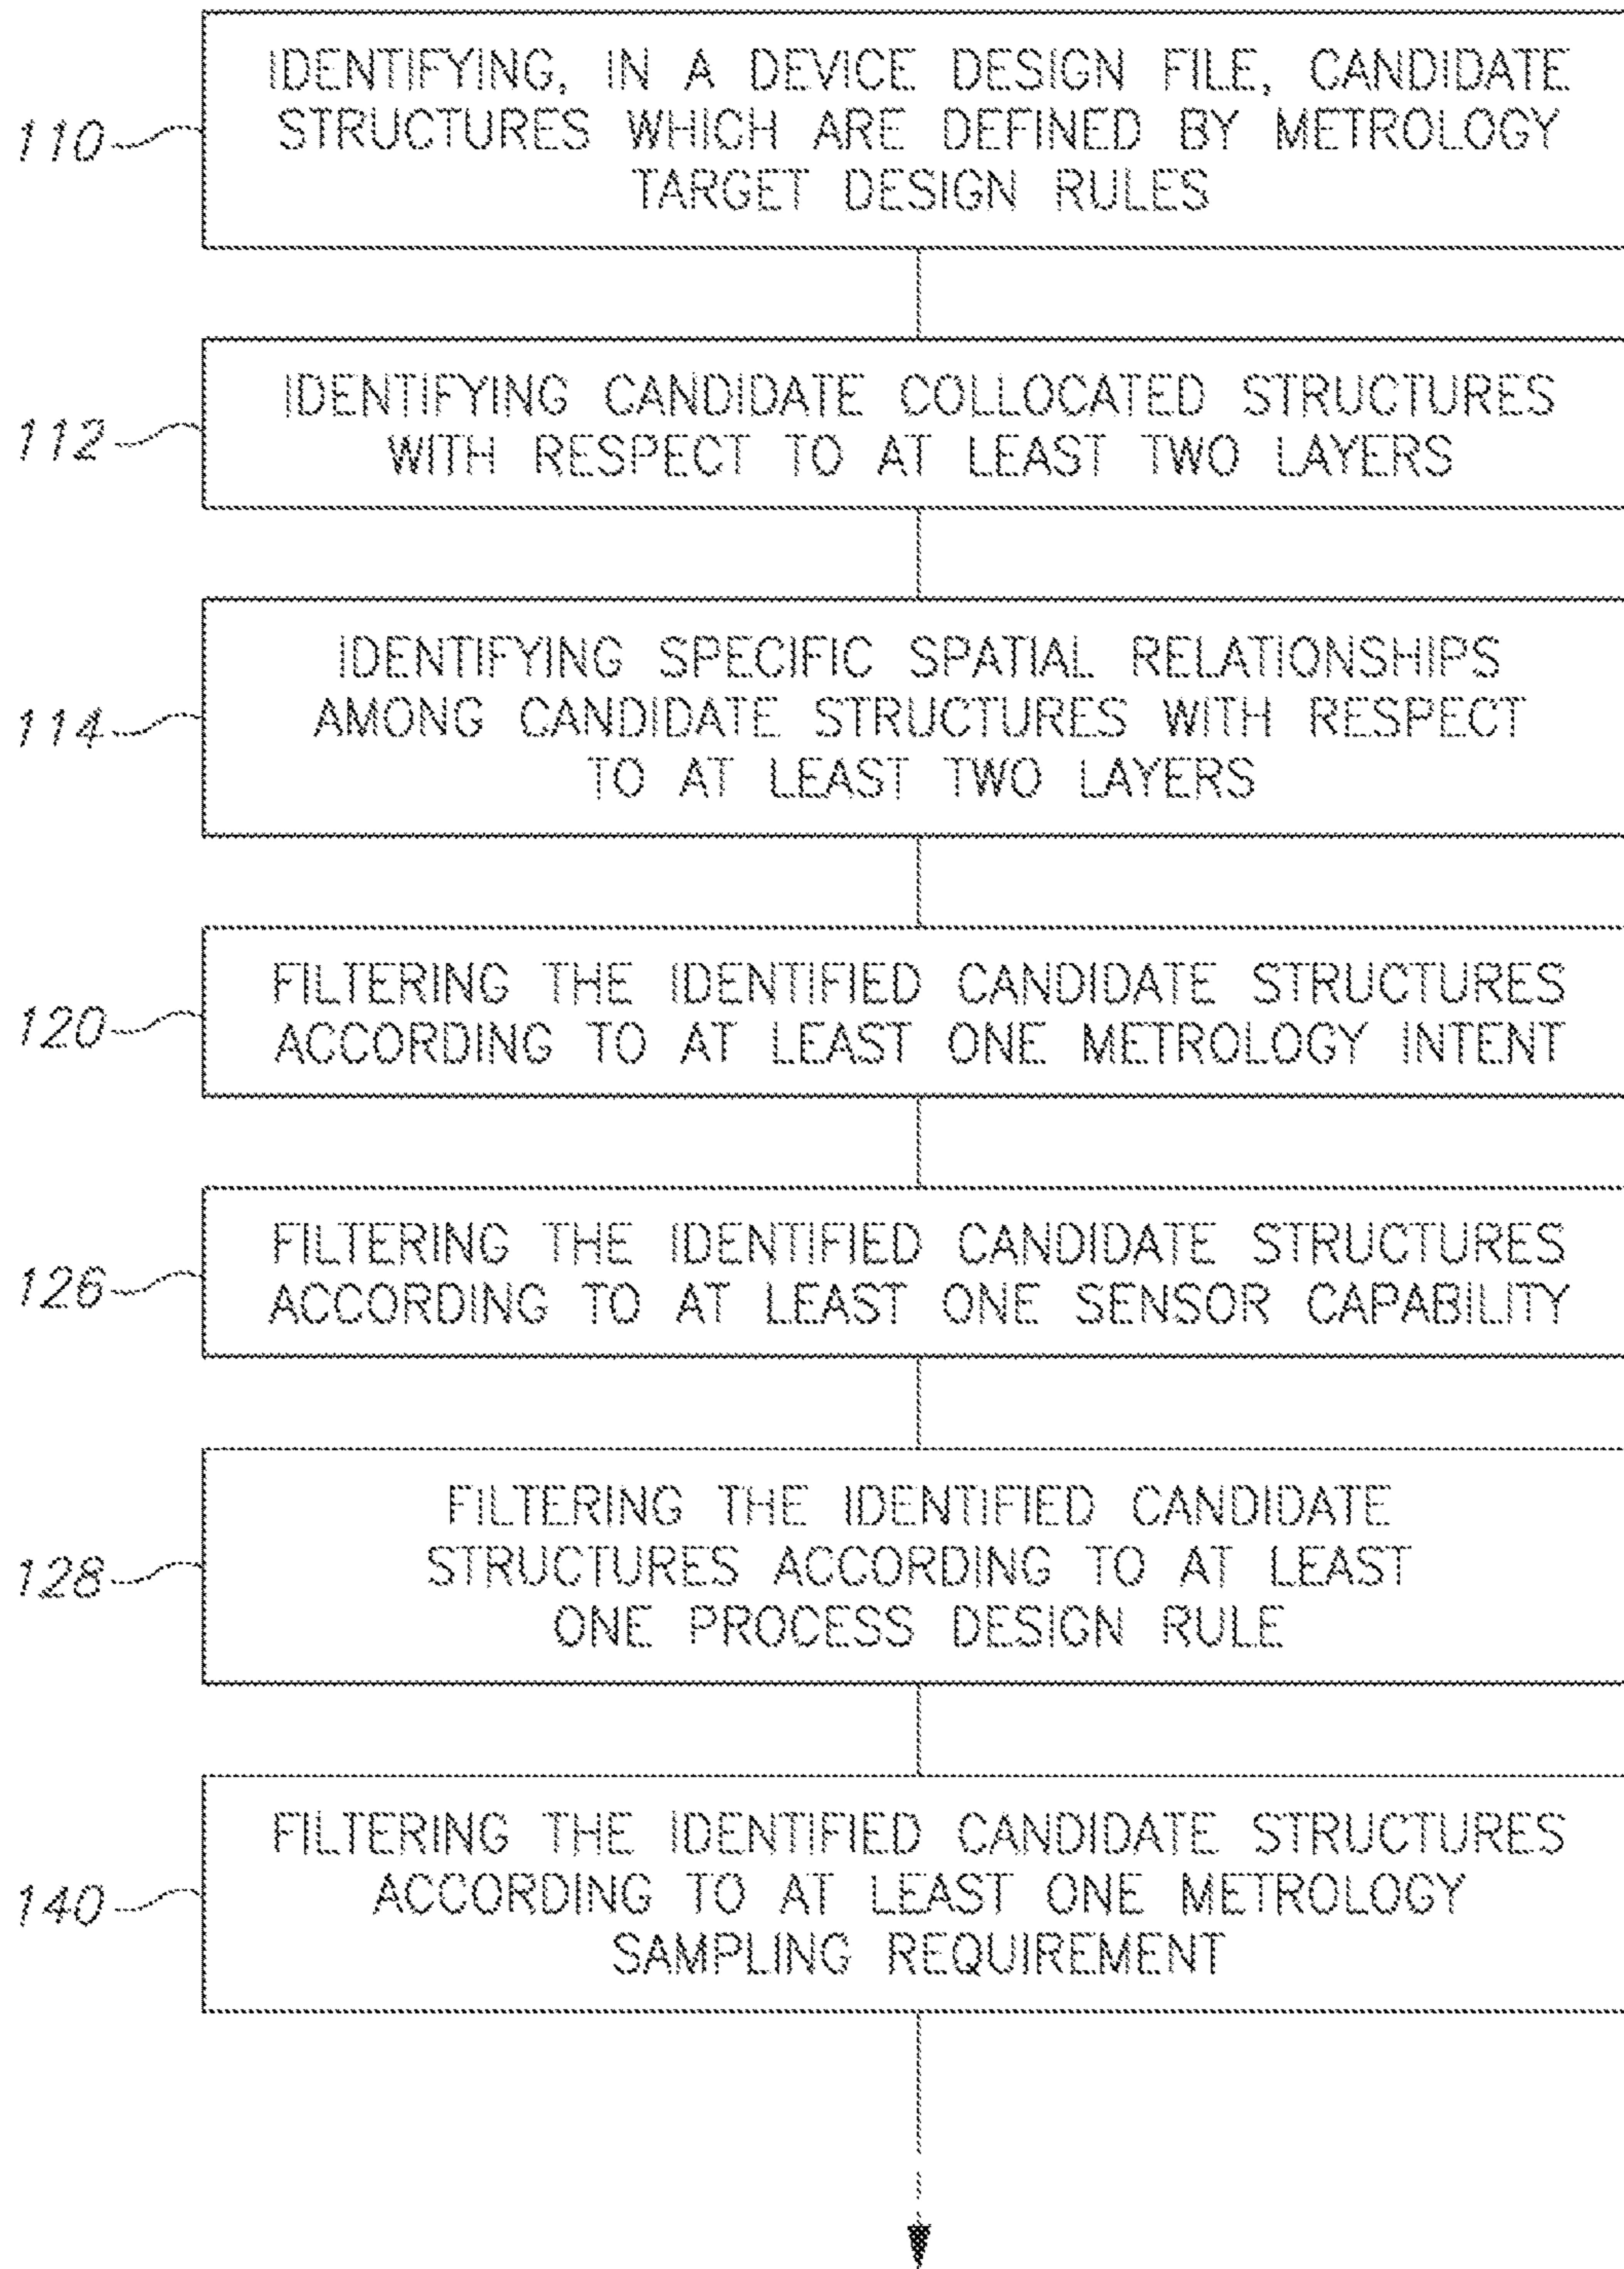 IDENTIFYING, IN A DEVICE DESIGN FILE, CANDIDATE
STRUCTURES WHICH ARE DEFINED BY METROLOGY
TARGET DESIGN RULES
110
IDENTIFYING CANDIDATE COLLOCATED STRUCTURES
WITH RESPECT TO AT LEAST TWO LAYERS
112
IDENTIFYING SPECIFIC SPATIAL RELATIONSHIPS
AMONG CANDIDATE STRUCTURES WITH RESPECT
TO AT LEAST TWO LAYERS
114
FILTERING THE IDENTIFIED CANDIDATE STRUCTURES
ACCORDING TO AT LEAST ONE METROLOGY INTENT
120
FILTERING THE IDENTIFIED CANDIDATE STRUCTURES
ACCORDING TO AT LEAST ONE SENSOR CAPABILITY
126
FILTERING THE IDENTIFIED CANDIDATE
STRUCTURES ACCORDING TO AT LEAST
ONE PROCESS DESIGN RULE
128
FILTERING THE IDENTIFIED CANDIDATE STRUCTURES
ACCORDING TO AT LEAST ONE METROLOGY
SAMPLING REQUIREMENT
140